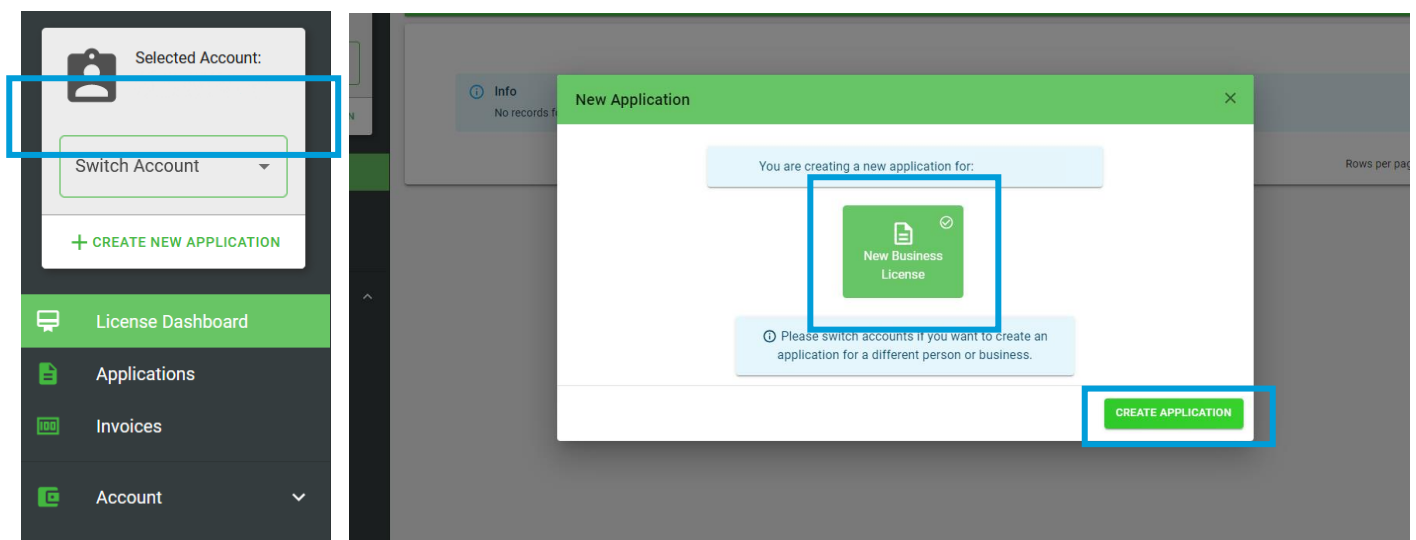 Selected Account:
Switch Account
CREATE NEW APPLICATION
License Dashboard
Applications
Invoices
Account
Info
No records
New Application
You are creating a new application for:
New Business
License
Please switch accounts if you want to create an
application for a different person or business.
CREATE APPLICATION
Rows per